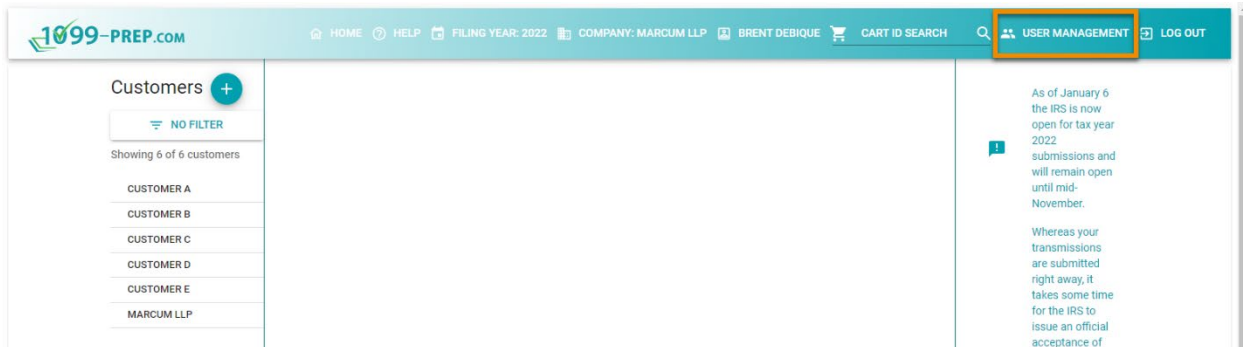 1099-PREP.COM
HOME HELP FILING YEAR: 2022 COMPANY: MARCUM LLP BRENT DEBIQUE CART ID SEARCH USER MANAGEMENT LOG OUT
Customers +
NO FILTER
Showing 6 of 6 customers
CUSTOMER A
CUSTOMER B
CUSTOMER C
CUSTOMER D
CUSTOMER E
MARCUM LLP
As of January 6
the IRS is now
open for tax year
2022
submissions and
will remain open
until mid-
November.
Whereas your
transmissions
are submitted
right away, it
takes some time
for the IRS to
issue an official
acceptance of